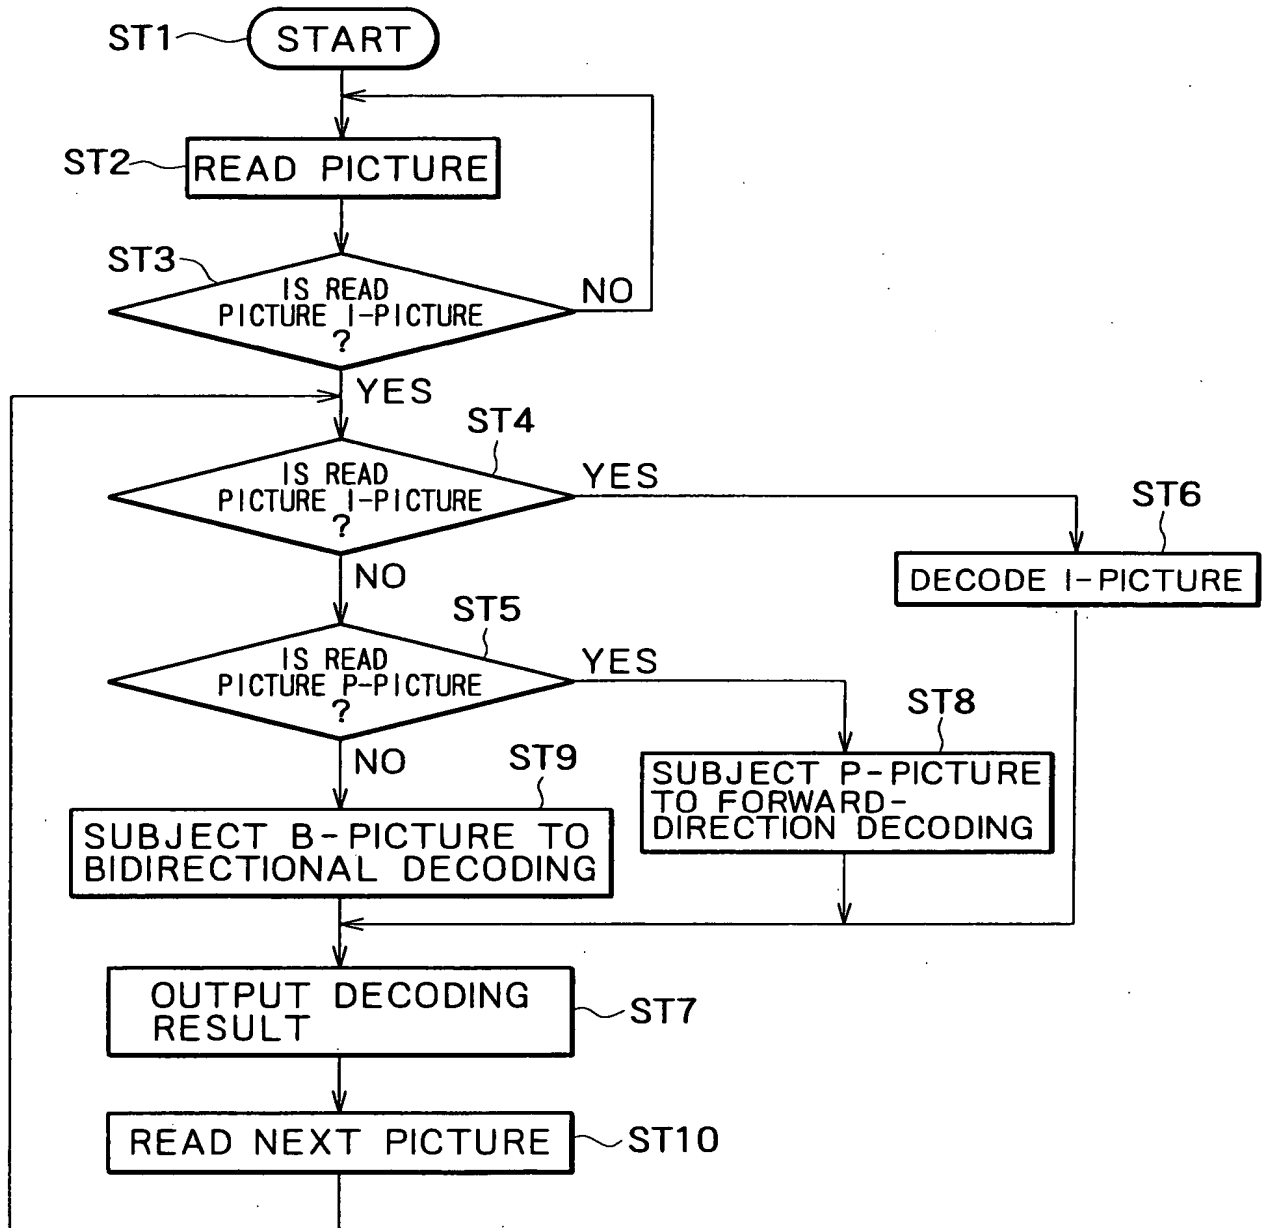 ST1
START
ST2
READ PICTURE
ST3
IS READ
PICTURE I-PICTURE
?
NO
YES
ST4
IS READ
PICTURE I-PICTURE
?
YES
ST6
DECODE I-PICTURE
NO
ST5
IS READ
PICTURE P-PICTURE
?
YES
ST8
SUBJECT P-PICTURE
TO FORWARD-
DIRECTION DECODING
NO
ST9
SUBJECT B-PICTURE TO
BIDIRECTIONAL DECODING
OUTPUT DECODING
RESULT
ST7
READ NEXT PICTURE
ST10